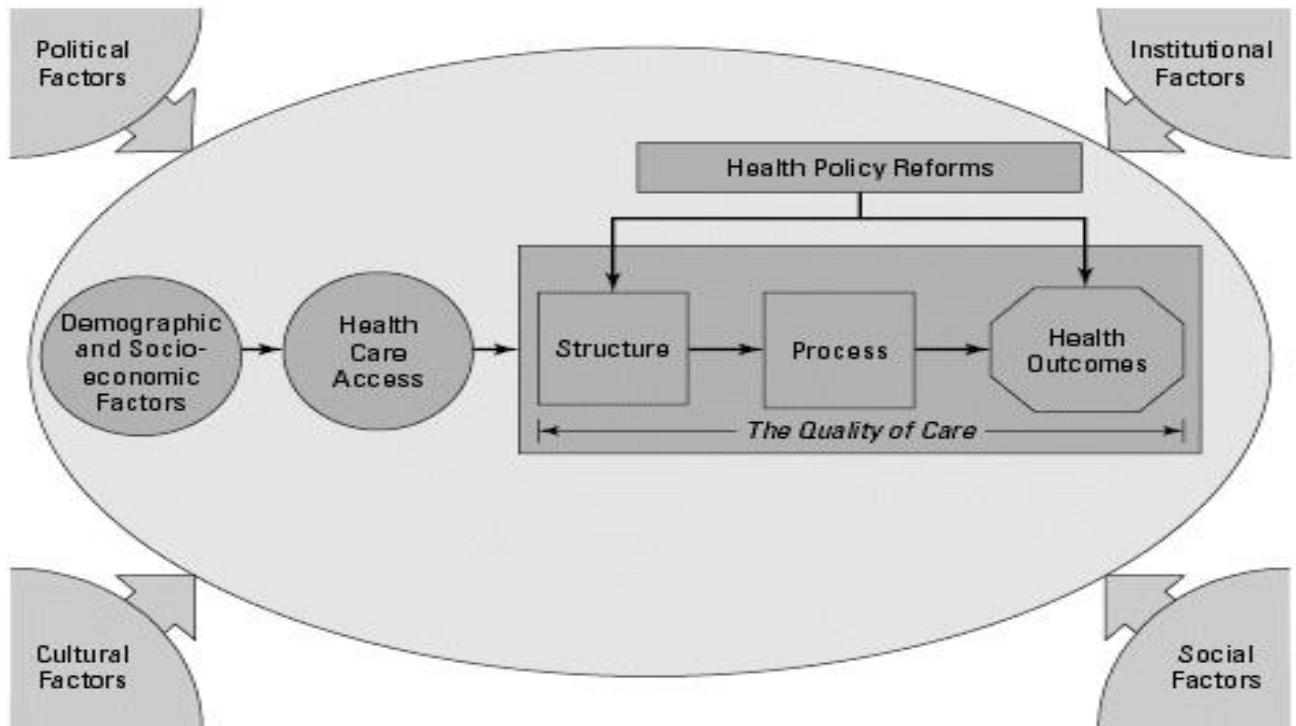 Political
Factors
Institutional
Factors
Health Policy Reforms
Demographic
and Socio-
economic
Factors
Health
Care
Access
Structure
Process
Health
Outcomes
The Quality of Care
Cultural
Factors
Social
Factors